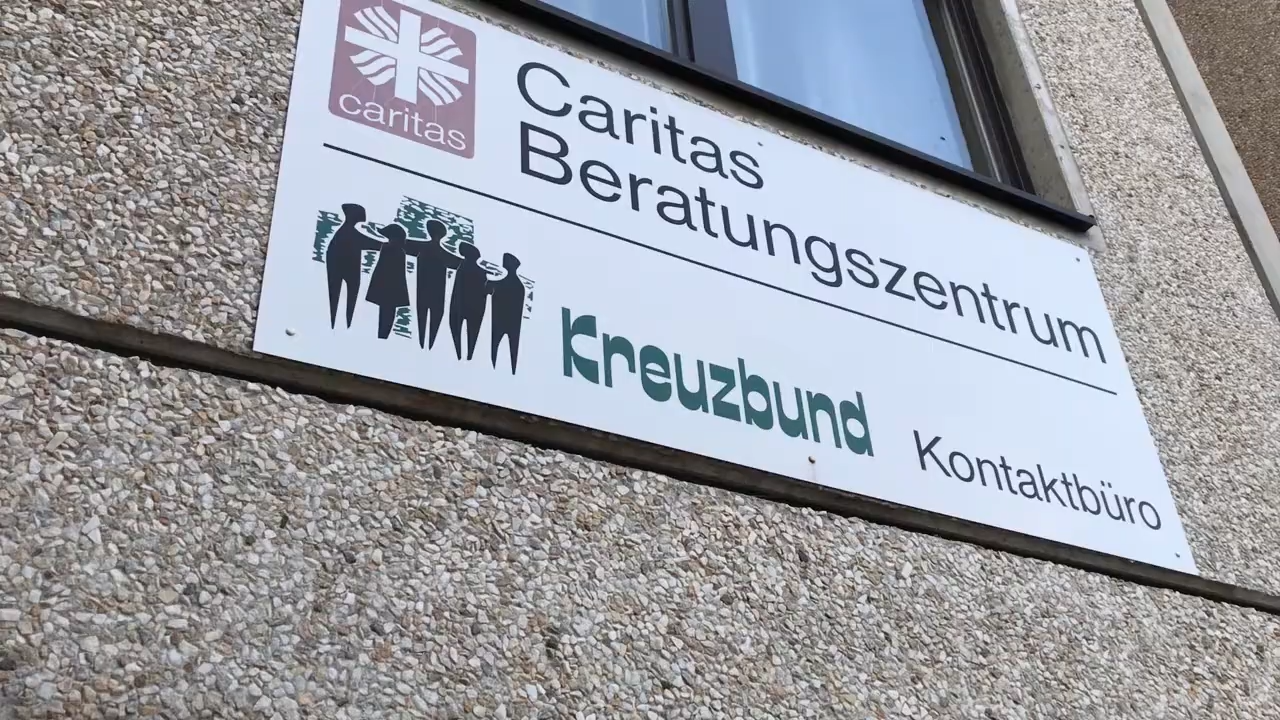 caritas
Caritas
Beratungszentrum
Kreuzbund
Kontaktbüro